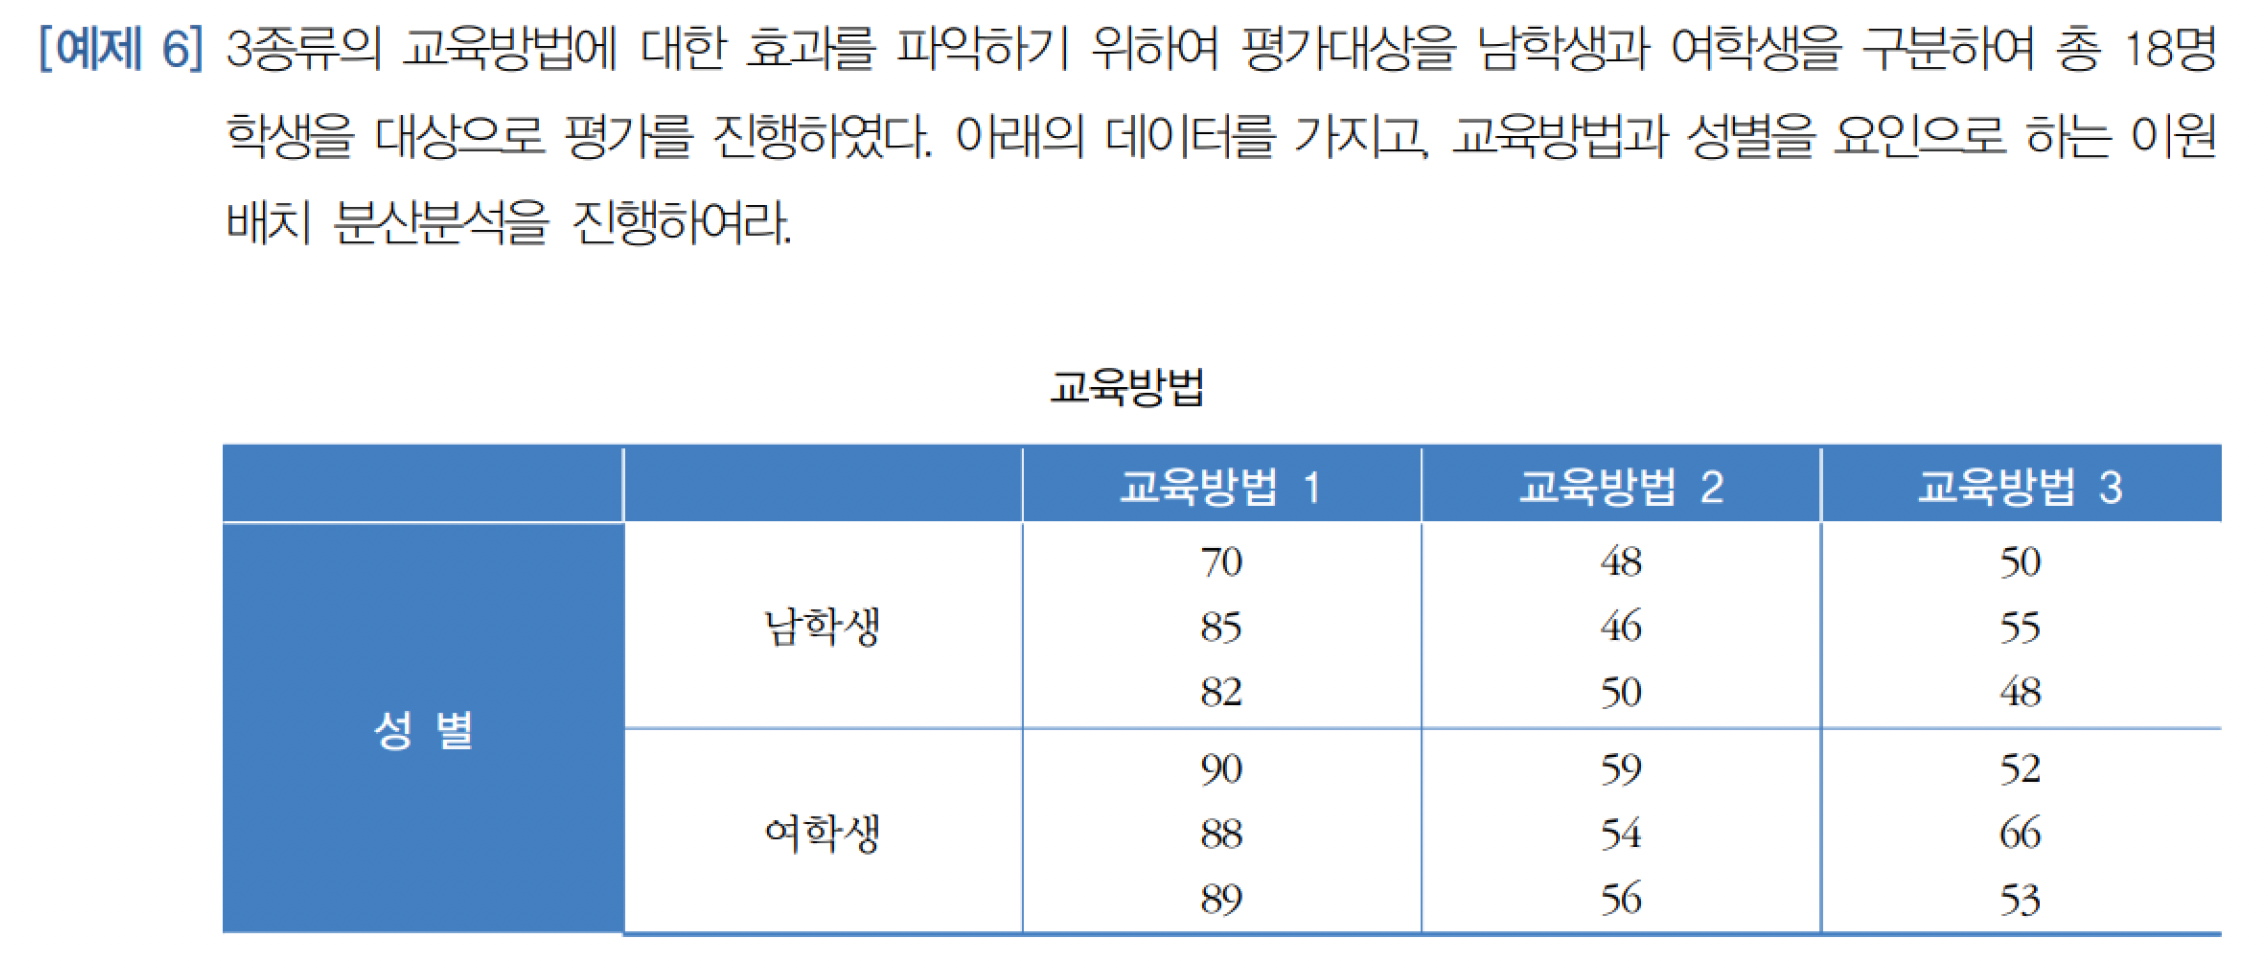 [예제 6] 3종류의 교육방법에 대한 효과를 파악하기 위하여 평가대상을 남학생과 여학생을 구분하여 총 18명
학생을 대상으로 평가를 진행하였다. 아래의 데이터를 가지고, 교육방법과 성별을 요인으로 하는 이원
배치 분산분석을 진행하여라.
교육방법
교육방법 1 교육방법 2 교육방법 3
성 별
남학생
70 48 50
85 46 55
82 50 48
여학생
90 59 52
88 54 66
89 56 53